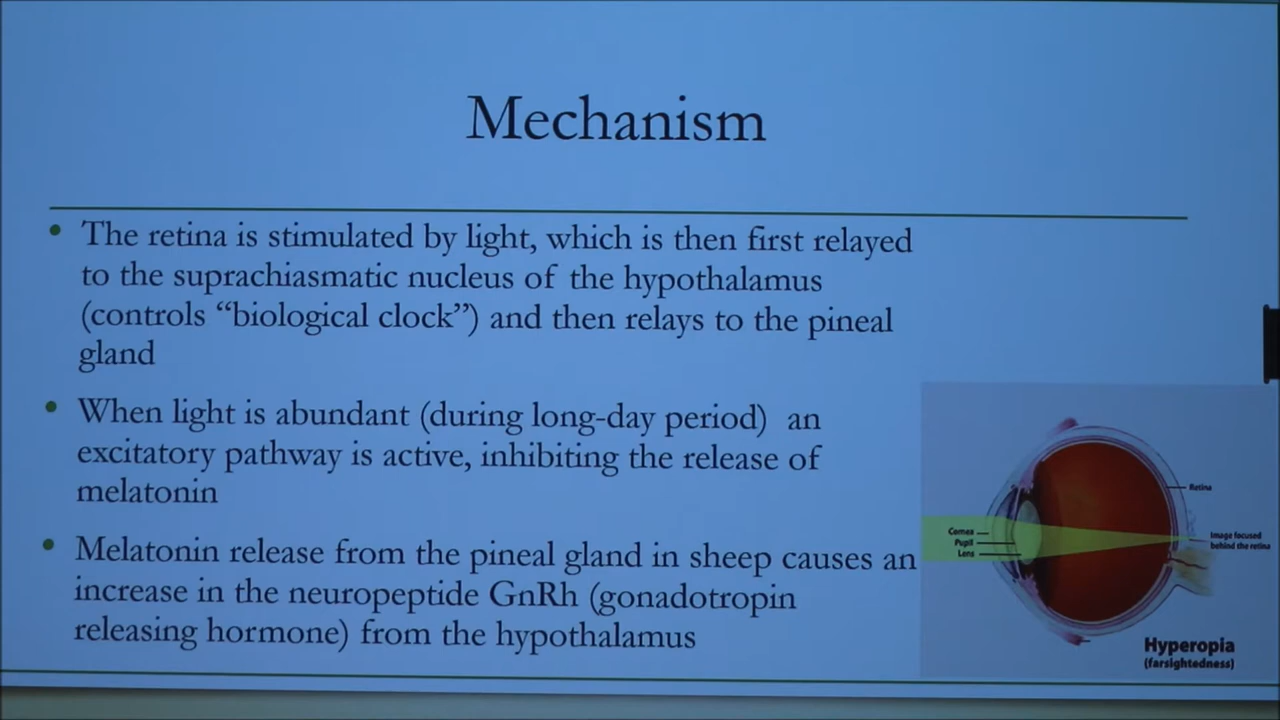 Mechanism
• The retina is stimulated by light, which is then first relayed
to the suprachiasmatic nucleus of the hypothalamus
(controls “biological clock”) and then relays to the pineal
gland
• When light is abundant (during long-day period) an
excitatory pathway is active, inhibiting the release of
melatonin
• Melatonin release from the pineal gland in sheep causes an
increase in the neuropeptide GnRh (gonadotropin
releasing hormone) from the hypothalamus
Retina
Cornea
Pupil
Lens
Image focused
behind the retina
Hyperopia
(farsightedness)